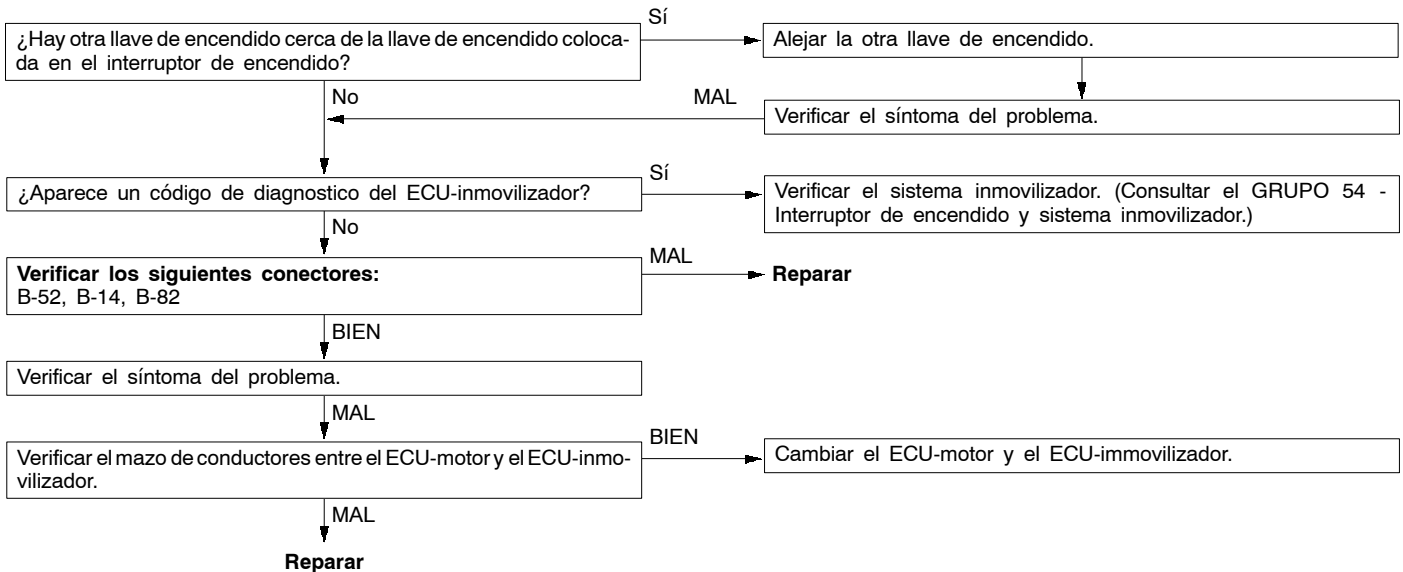 Sí
¿Hay otra llave de encendido cerca de la llave de encendido coloca-
da en el interruptor de encendido?
Alejar la otra llave de encendido.
No
MAL
Verificar el síntoma del problema.
Sí
¿Aparece un código de diagnostico del ECU-inmovilizador?
Verificar el sistema inmovilizador. (Consultar el GRUPO 54 -
Interruptor de encendido y sistema inmovilizador.)
No
MAL
Verificar los siguientes conectores:
B-52, B-14, B-82
Reparar
BIEN
Verificar el síntoma del problema.
MAL
BIEN
Verificar el mazo de conductores entre el ECU-motor y el ECU-inmo-
vilizador.
Cambiar el ECU-motor y el ECU-immovilizador.
MAL
Reparar